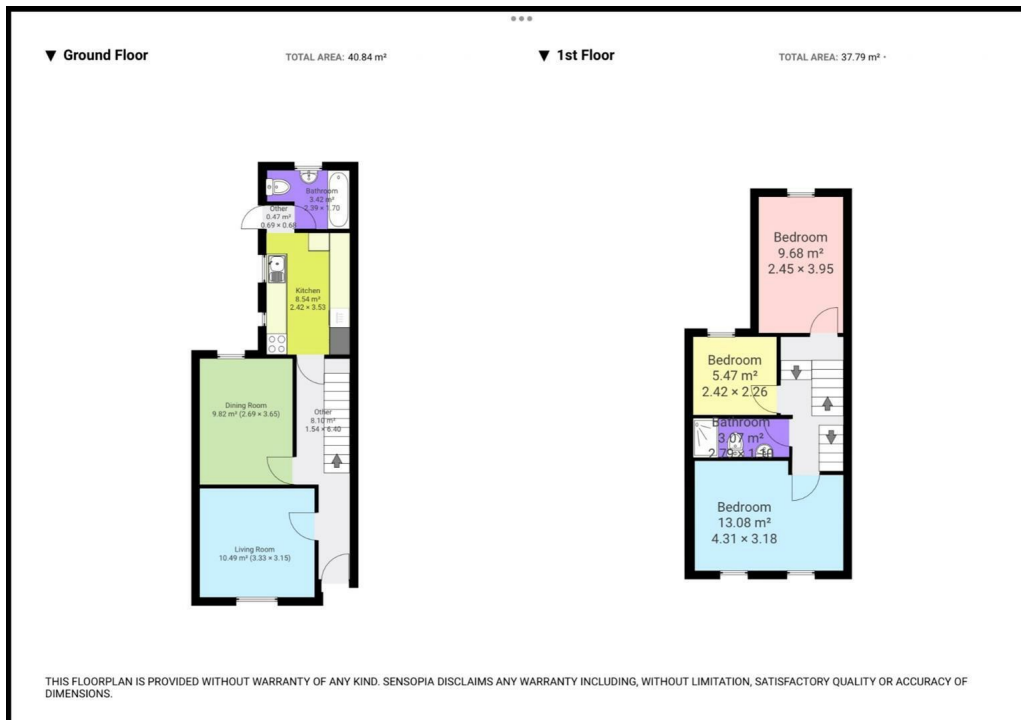 ▼ Ground Floor
TOTAL AREA: 40.84 m²
▼ 1st Floor
TOTAL AREA: 37.79 m² ·
Bathroom
3.42 m²
2.39 × 1.70
Other
0.47 m²
0.69 × 0.68
Kitchen
8.54 m²
2.42 × 3.53
Dining Room
9.82 m² (2.69 × 3.65)
Other
8.10 m²
1.54 × 6.40
Living Room
10.49 m² (3.33 × 3.15)
Bedroom
9.68 m²
2.45 × 3.95
Bedroom
5.47 m²
2.42 × 2.26
Bathroom
3.07 m²
2.79 × 1.10
Bedroom
13.08 m²
4.31 × 3.18
THIS FLOORPLAN IS PROVIDED WITHOUT WARRANTY OF ANY KIND. SENSOPIA DISCLAIMS ANY WARRANTY INCLUDING, WITHOUT LIMITATION, SATISFACTORY QUALITY OR ACCURACY OF
DIMENSIONS.